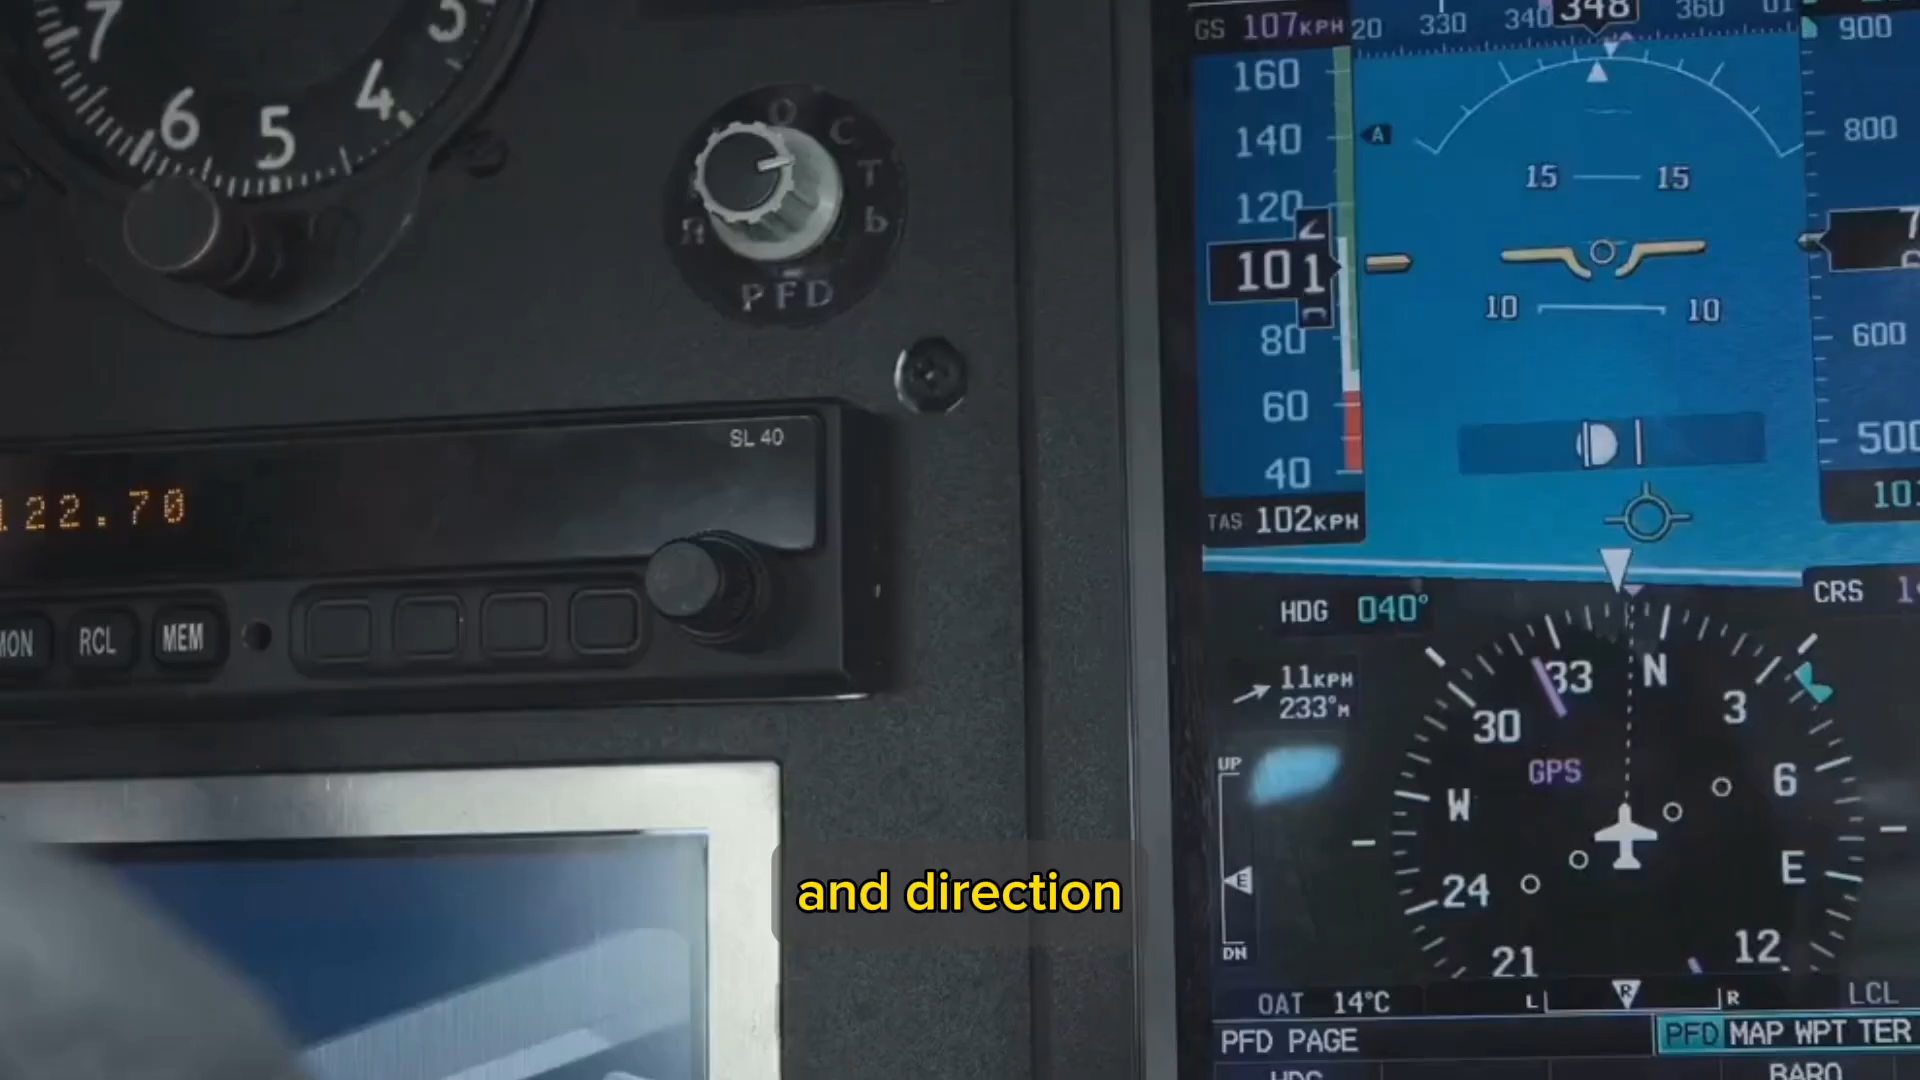 7
6
5
4
3
О
С
Т
Ь
Я
PFD
SL 40
122.70
MON
RCL
MEM
GS 107KPH
20 330 340 348 360 01
160
140
120
101
80
60
40
TAS 102KPH
A
15 15
10 10
900
800
600
500
HDG 040°
CRS
11KPH
233°M
UP
E
DN
33
N
3
30
GPS
6
W
E
24
21
12
OAT 14°C
L R R
LCL
PFD PAGE
PFD MAP WPT TER
HDG
BARO
and direction